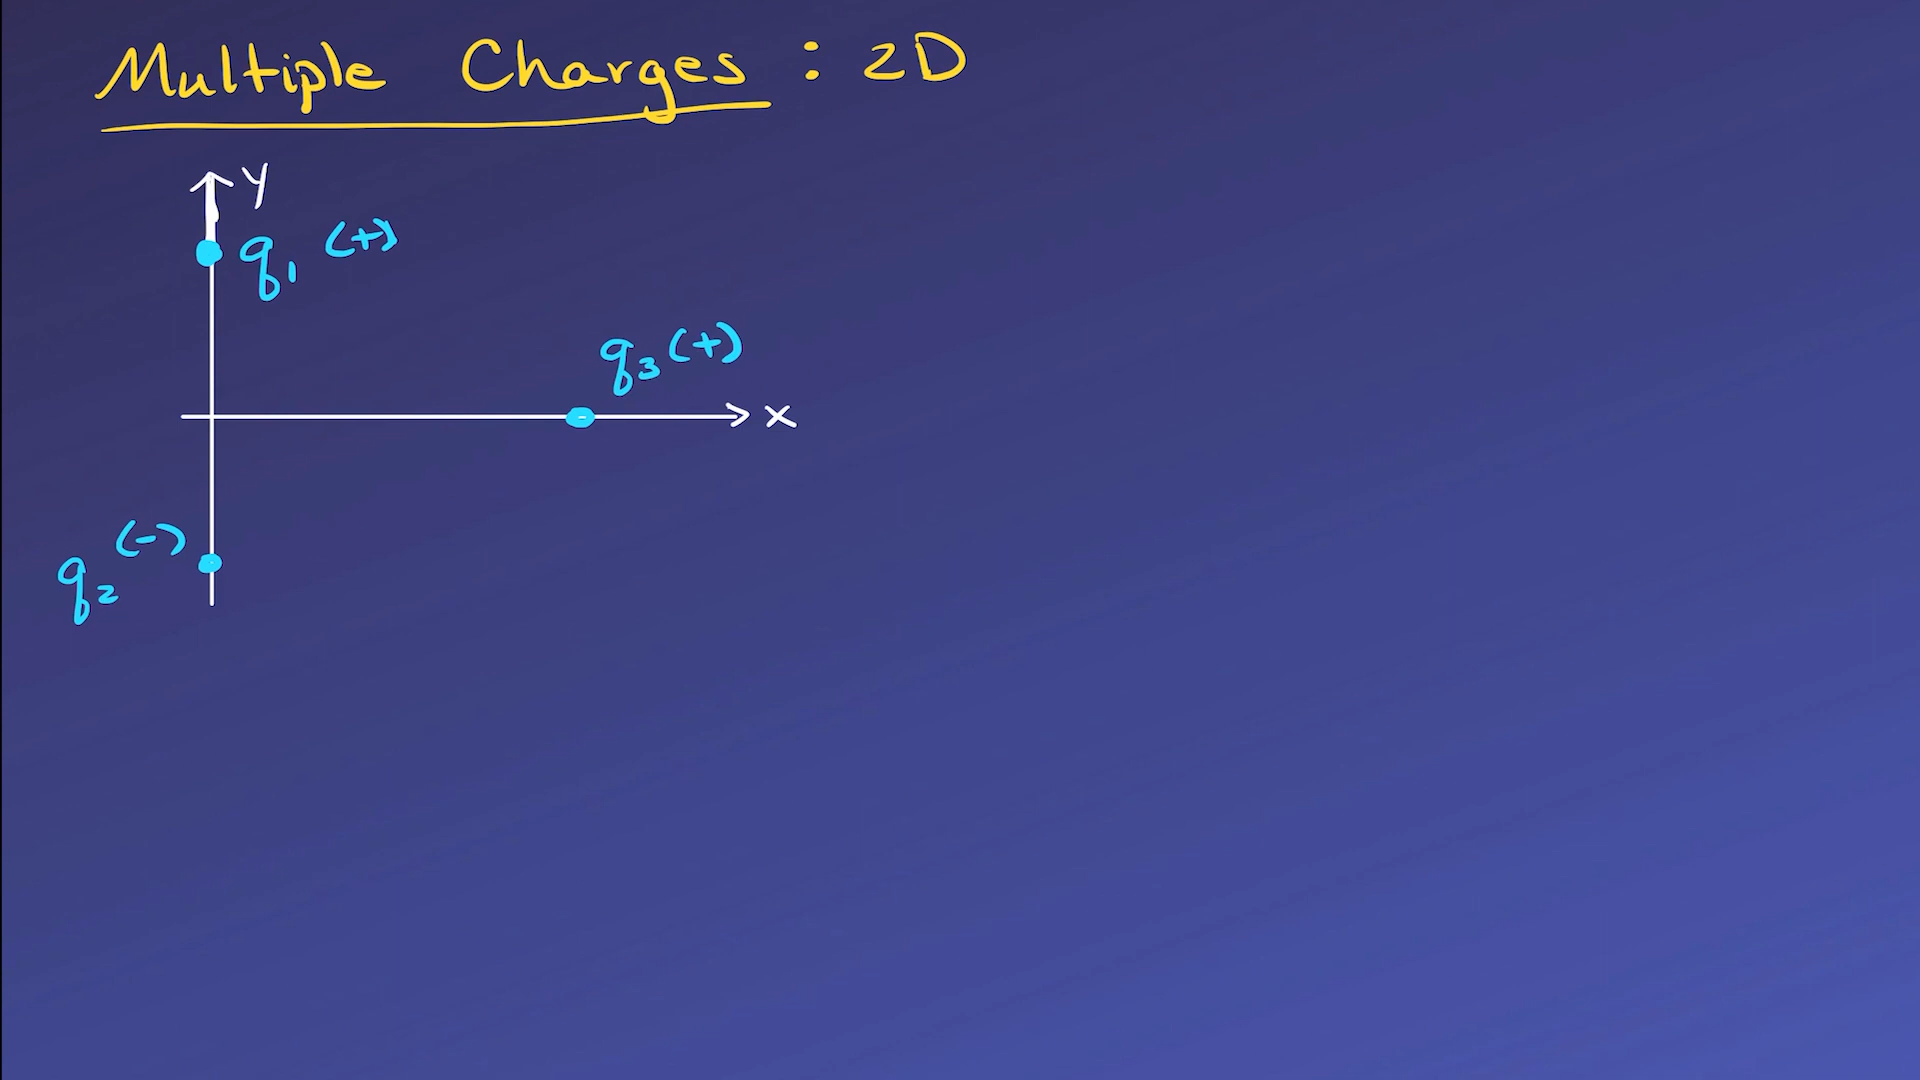 Multiple Charges : 2D
y
q₁ (+)
q₃ (+)
x
q₂ (-)